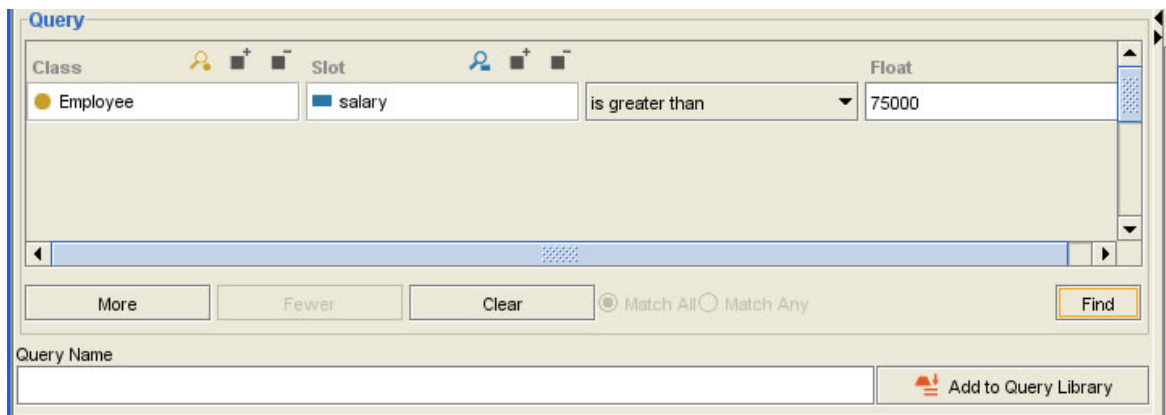 Query
Class Slot Float
Employee salary is greater than 75000
More Fewer Clear Match All Match Any Find
Query Name
Add to Query Library